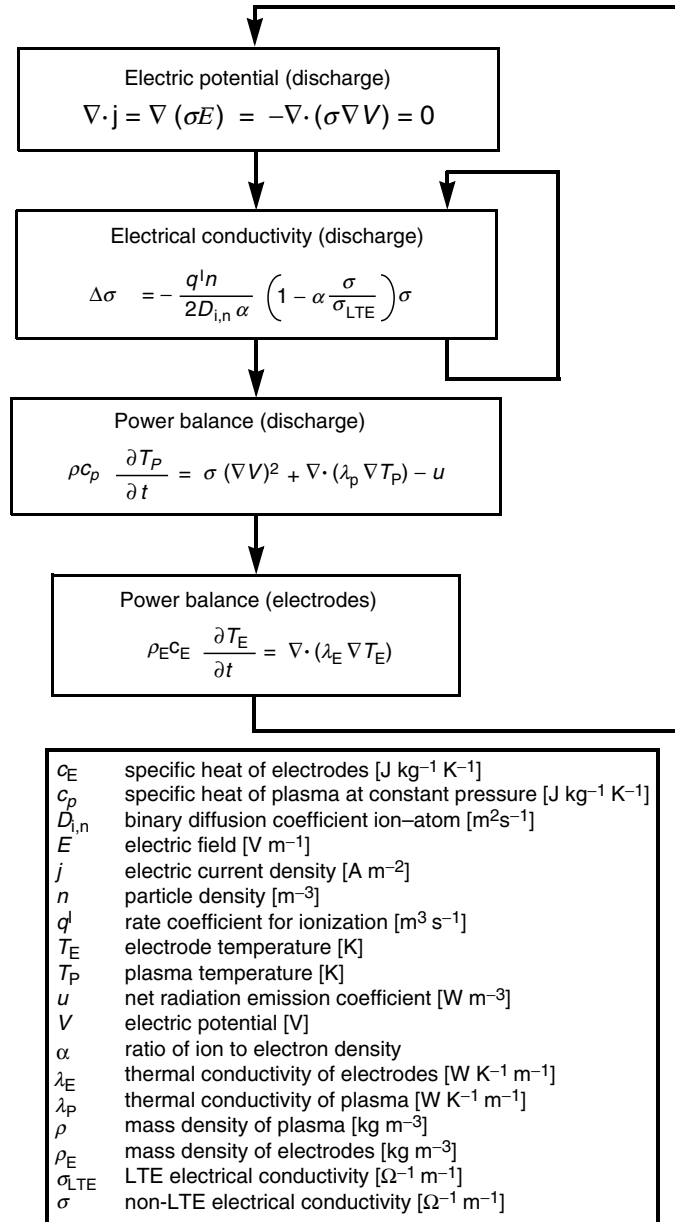 Electric potential (discharge)
∇·j = ∇ (σE) = −∇·(σ∇V) = 0
Electrical conductivity (discharge)
Δσ = − qᴵn / 2Dᵢ,ₙ α (1 − α σ/σ_LTE)σ
Power balance (discharge)
ρc_p ∂T_P/∂t = σ (∇V)² + ∇·(λ_p ∇T_P) − u
Power balance (electrodes)
ρ_E c_E ∂T_E/∂t = ∇·(λ_E ∇T_E)
c_E specific heat of electrodes [J kg⁻¹ K⁻¹]
c_p specific heat of plasma at constant pressure [J kg⁻¹ K⁻¹]
D_i,n binary diffusion coefficient ion–atom [m²s⁻¹]
E electric field [V m⁻¹]
j electric current density [A m⁻²]
n particle density [m⁻³]
qᴵ rate coefficient for ionization [m³ s⁻¹]
T_E electrode temperature [K]
T_P plasma temperature [K]
u net radiation emission coefficient [W m⁻³]
V electric potential [V]
α ratio of ion to electron density
λ_E thermal conductivity of electrodes [W K⁻¹ m⁻¹]
λ_P thermal conductivity of plasma [W K⁻¹ m⁻¹]
ρ mass density of plasma [kg m⁻³]
ρ_E mass density of electrodes [kg m⁻³]
σ_LTE LTE electrical conductivity [Ω⁻¹ m⁻¹]
σ non-LTE electrical conductivity [Ω⁻¹ m⁻¹]